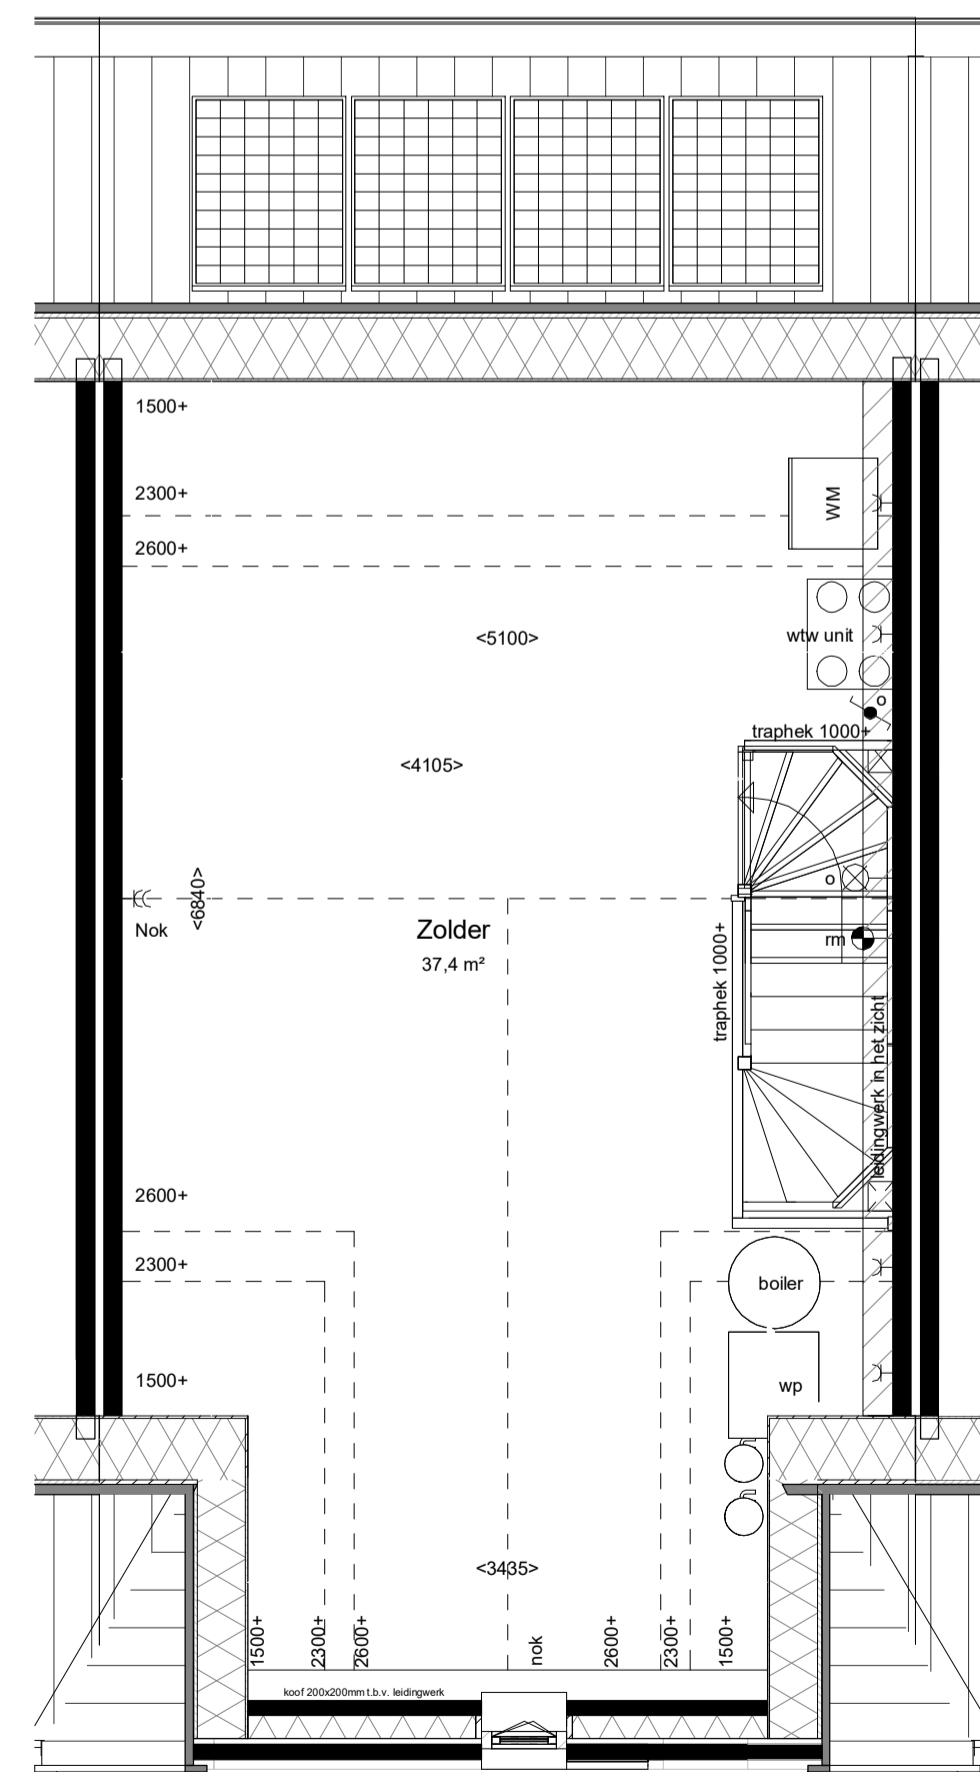 1500+
2300+
WM
2600+
<5100>
wtw unit
o
traphek 1000+
<4105>
o
<6840>
Nok
Zolder
37,4 m²
rm
traphek 1000+
leidingwerk in het zicht
2600+
2300+
boiler
1500+
wp
<3435>
1500+
2300+
2600+
nok
2600+
2300+
1500+
koof 200x200mm t.b.v. leidingwerk